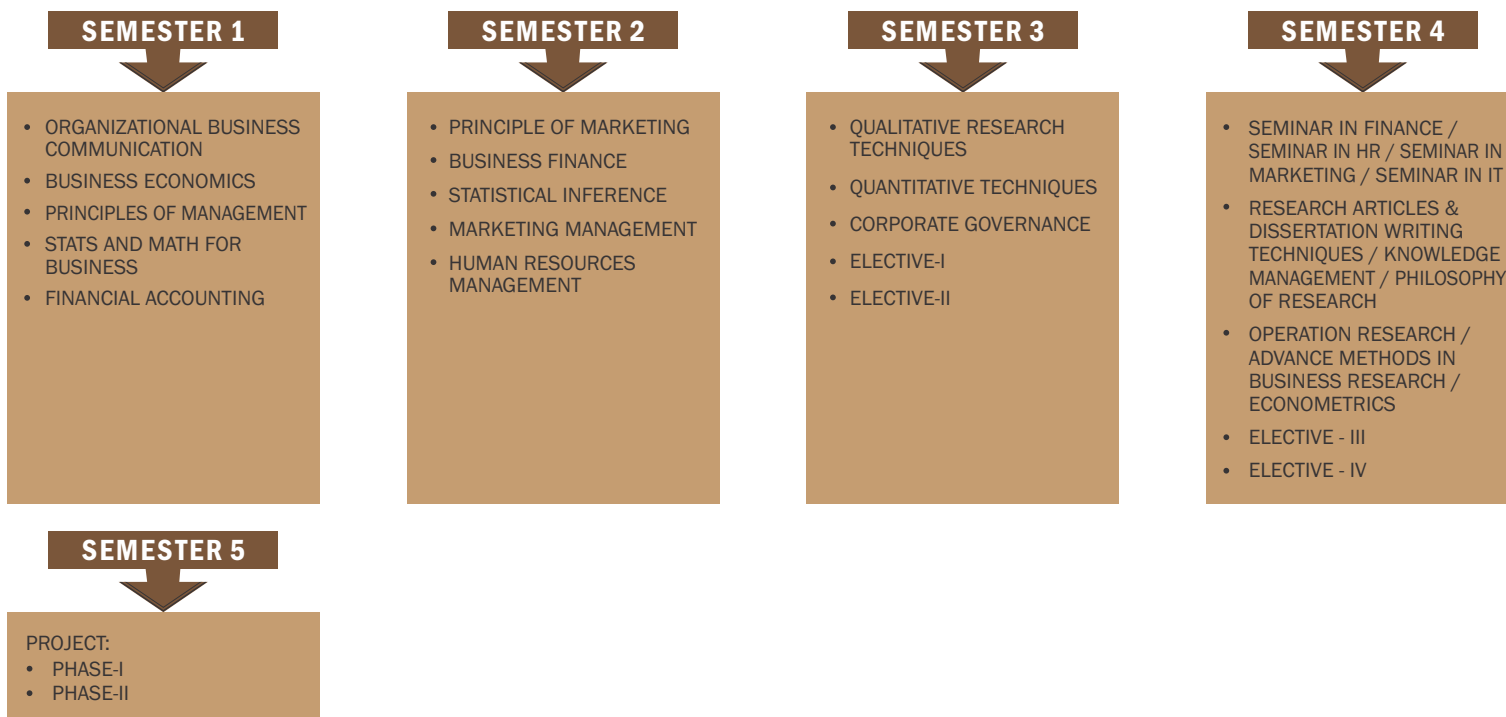 SEMESTER 1
• ORGANIZATIONAL BUSINESS
COMMUNICATION
• BUSINESS ECONOMICS
• PRINCIPLES OF MANAGEMENT
• STATS AND MATH FOR
BUSINESS
• FINANCIAL ACCOUNTING
SEMESTER 2
• PRINCIPLE OF MARKETING
• BUSINESS FINANCE
• STATISTICAL INFERENCE
• MARKETING MANAGEMENT
• HUMAN RESOURCES
MANAGEMENT
SEMESTER 3
• QUALITATIVE RESEARCH
TECHNIQUES
• QUANTITATIVE TECHNIQUES
• CORPORATE GOVERNANCE
• ELECTIVE-I
• ELECTIVE-II
SEMESTER 4
• SEMINAR IN FINANCE /
SEMINAR IN HR / SEMINAR IN
MARKETING / SEMINAR IN IT
• RESEARCH ARTICLES &
DISSERTATION WRITING
TECHNIQUES / KNOWLEDGE
MANAGEMENT / PHILOSOPHY
OF RESEARCH
• OPERATION RESEARCH /
ADVANCE METHODS IN
BUSINESS RESEARCH /
ECONOMETRICS
• ELECTIVE - III
• ELECTIVE - IV
SEMESTER 5
PROJECT:
• PHASE-I
• PHASE-II